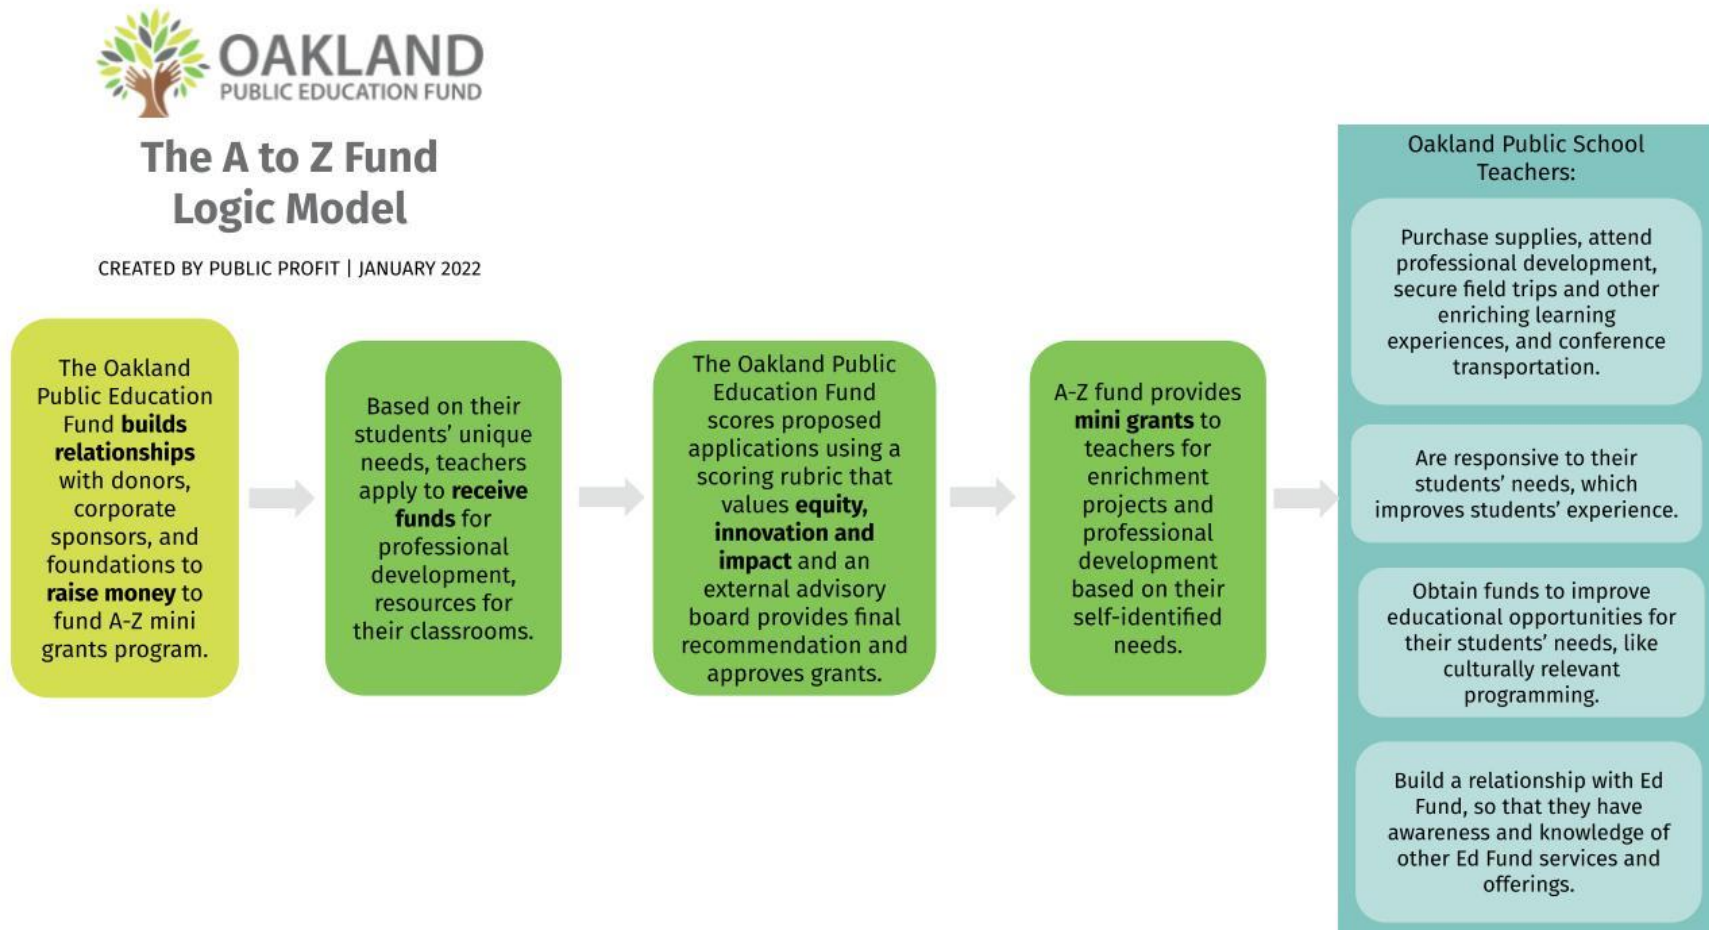 OAKLAND
PUBLIC EDUCATION FUND
The A to Z Fund
Logic Model
CREATED BY PUBLIC PROFIT | JANUARY 2022
The Oakland
Public Education
Fund builds
relationships
with donors,
corporate
sponsors, and
foundations to
raise money to
fund A-Z mini
grants program.
Based on their
students’ unique
needs, teachers
apply to receive
funds for
professional
development,
resources for
their classrooms.
The Oakland Public
Education Fund
scores proposed
applications using a
scoring rubric that
values equity,
innovation and
impact and an
external advisory
board provides final
recommendation and
approves grants.
A-Z fund provides
mini grants to
teachers for
enrichment
projects and
professional
development
based on their
self-identified
needs.
Oakland Public School
Teachers:
Purchase supplies, attend
professional development,
secure field trips and other
enriching learning
experiences, and conference
transportation.
Are responsive to their
students’ needs, which
improves students’ experience.
Obtain funds to improve
educational opportunities for
their students’ needs, like
culturally relevant
programming.
Build a relationship with Ed
Fund, so that they have
awareness and knowledge of
other Ed Fund services and
offerings.